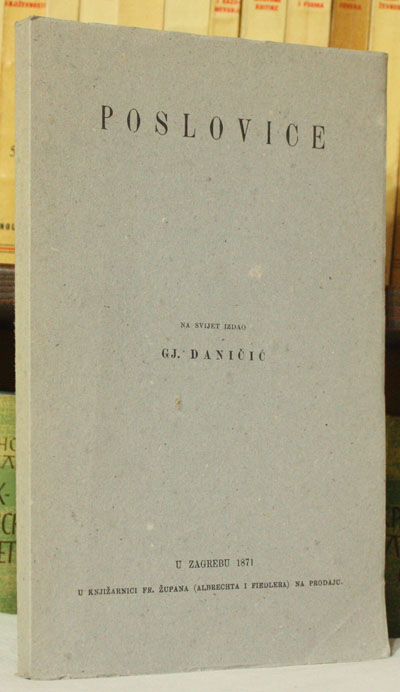 POSLOVICE
NA SVIJET IZDAO
GJ. DANIČIĆ
U ZAGREBU 1871
U KNJIŽARNICI FR. ŽUPANA (ALBRECHTA I FIEDLERA) NA PRODAJU.